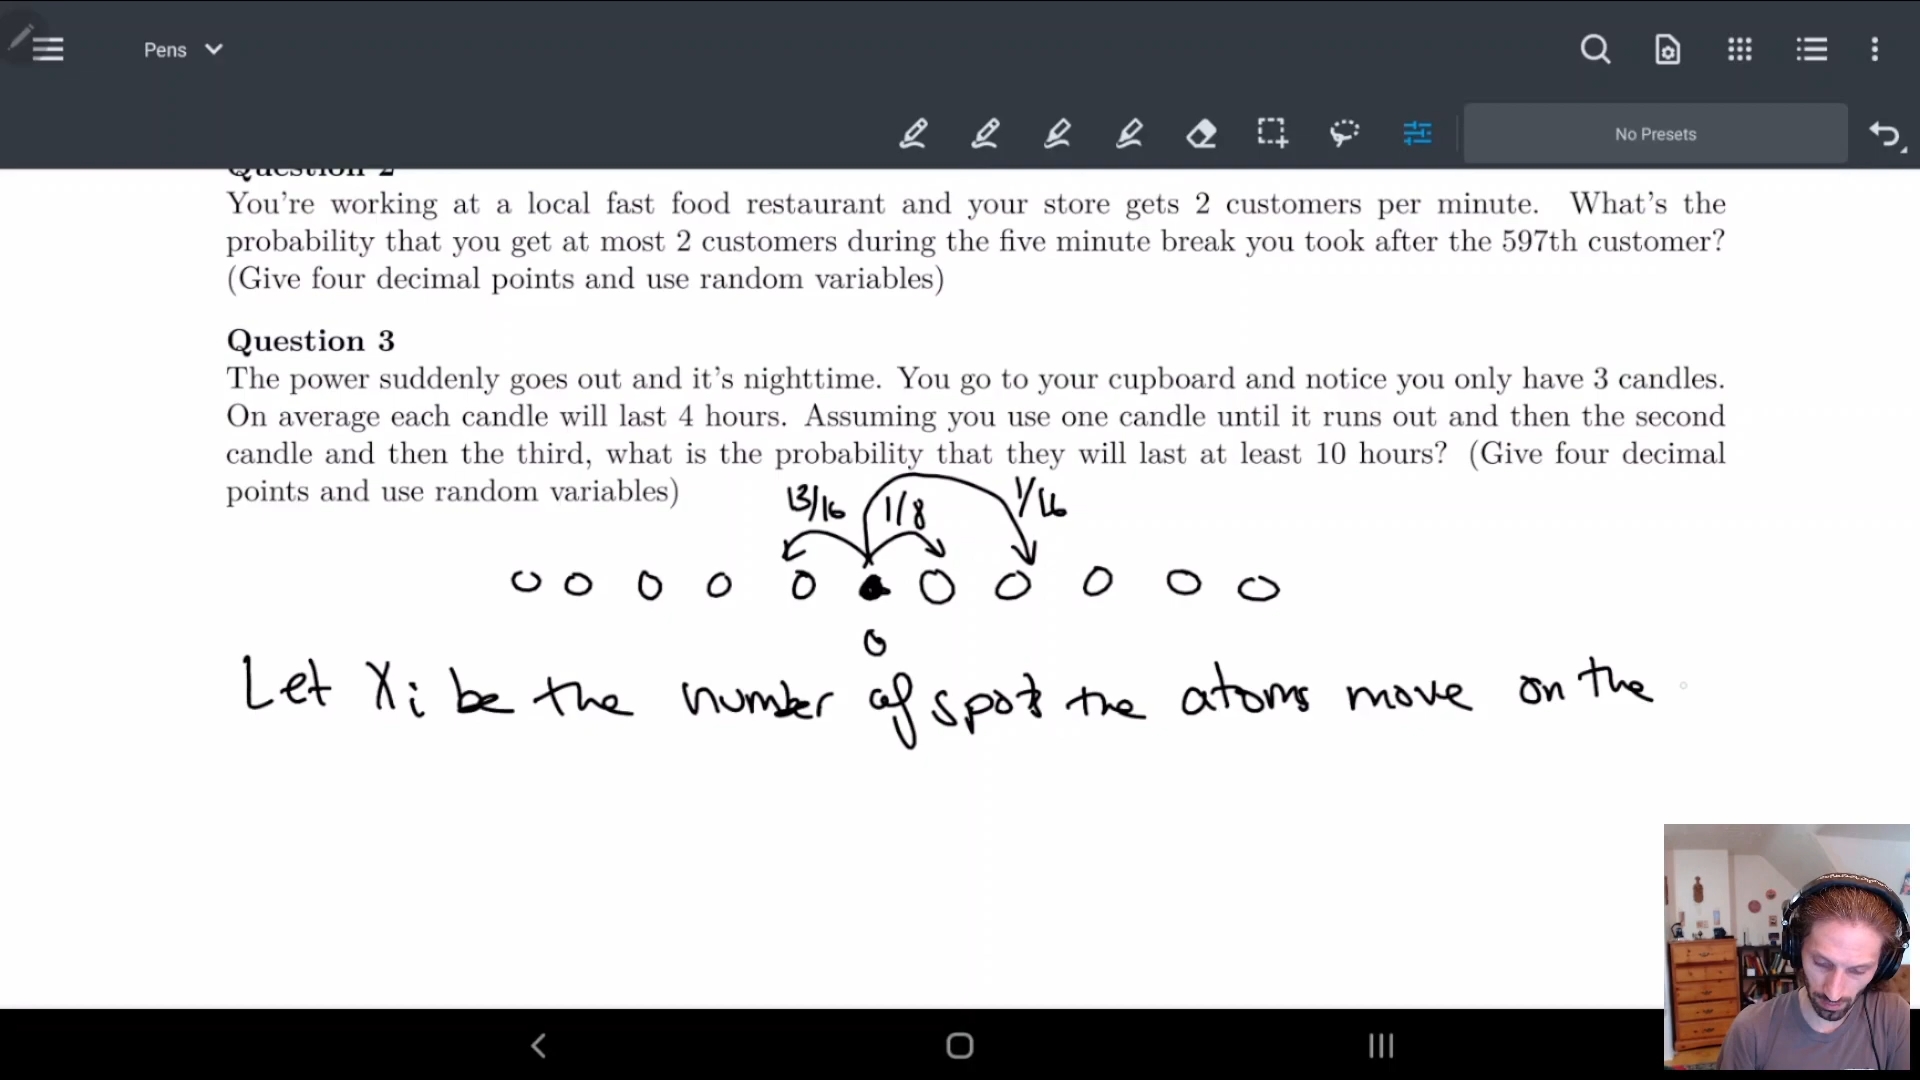 Pens
No Presets
Question 2
You're working at a local fast food restaurant and your store gets 2 customers per minute. What's the
probability that you get at most 2 customers during the five minute break you took after the 597th customer?
(Give four decimal points and use random variables)
Question 3
The power suddenly goes out and it's nighttime. You go to your cupboard and notice you only have 3 candles.
On average each candle will last 4 hours. Assuming you use one candle until it runs out and then the second
candle and then the third, what is the probability that they will last at least 10 hours? (Give four decimal
points and use random variables)
13/16 1/8 1/16
0
Let Xi be the number of spots the atoms move on the